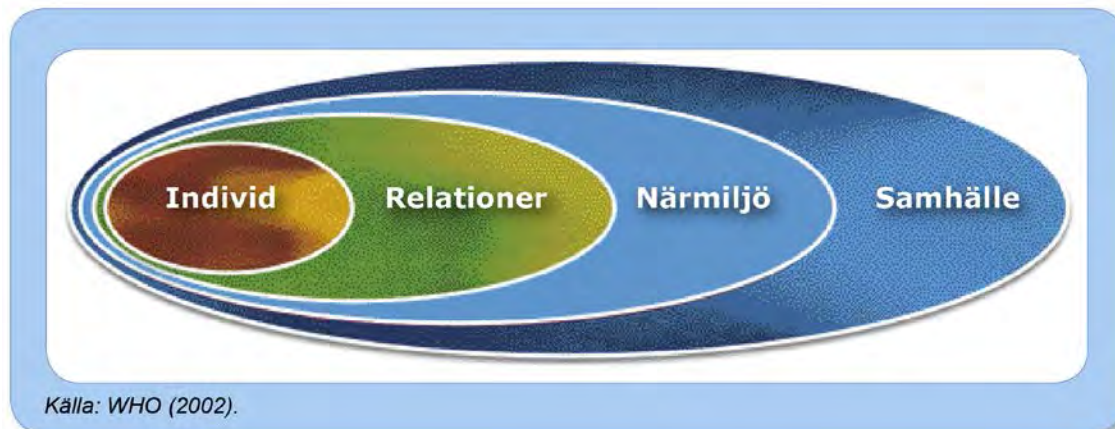 Individ Relationer Närmiljö Samhälle
Källa: WHO (2002).